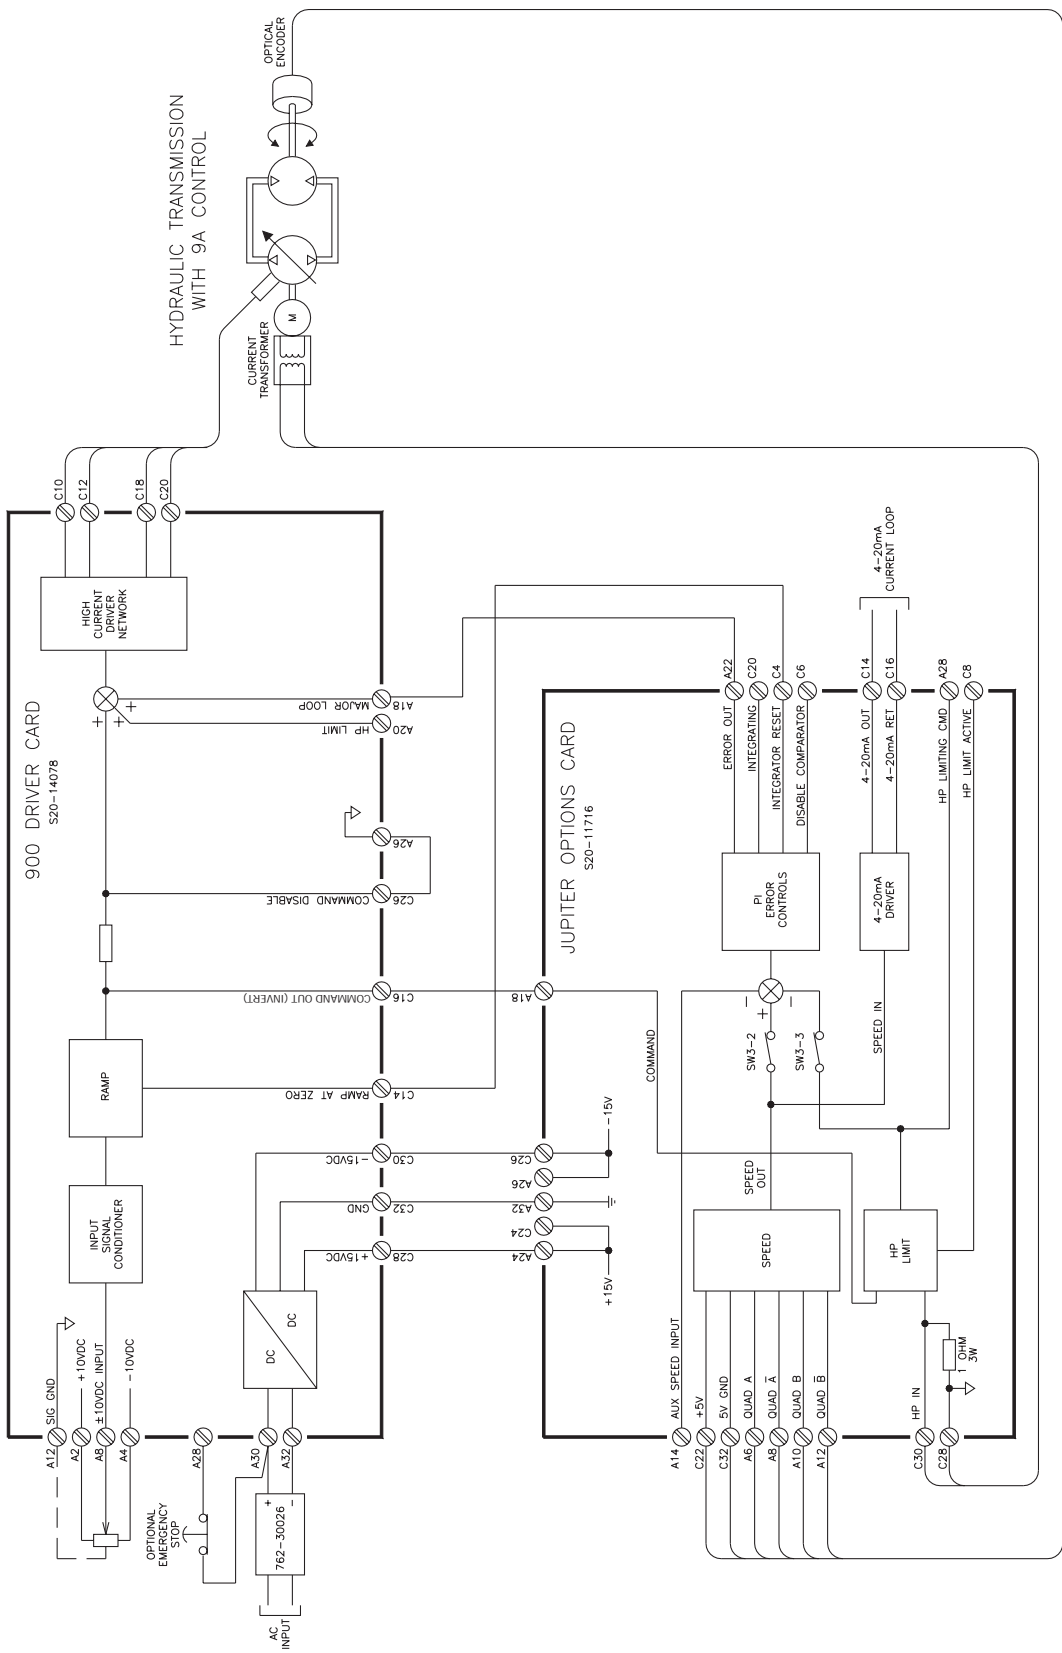 HYDRAULIC TRANSMISSION
WITH 9A CONTROL
OPTICAL
ENCODER
CURRENT
TRANSFORMER
M
900 DRIVER CARD
S20-14078
A12
SIG GND
A2
+10VDC
A8
±10VDC INPUT
A4
-10VDC
INPUT
SIGNAL
CONDITIONER
RAMP
HIGH
CURRENT
DRIVER
NETWORK
+
+
+
C10
C12
C18
C20
OPTIONAL
EMERGENCY
STOP
A28
A30
A32
AC
INPUT
762-30026
+
-
DC
DC
+15VDC
C28
GND
C32
-15VDC
C30
RAMP AT ZERO
C14
COMMAND OUT (INVERT)
C16
COMMAND DISABLE
C26
A26
HP LIMIT
A20
MAJOR LOOP
A18
JUPITER OPTIONS CARD
S20-11716
A24
C24
A32
A26
C26
A18
+15V
-15V
COMMAND
A14
AUX SPEED INPUT
C22
+5V
C32
5V GND
A6
QUAD A
A8
QUAD A̅
A10
QUAD B
A12
QUAD B̅
C30
HP IN
C28
1 OHM
3W
SPEED
SPEED
OUT
HP
LIMIT
SW3-2
SW3-3
SPEED IN
-
+
-
PI
ERROR
CONTROLS
4-20mA
DRIVER
ERROR OUT
A22
INTEGRATING
C20
INTEGRATOR RESET
C4
DISABLE COMPARATOR
C6
4-20mA OUT
C14
4-20mA RET
C16
4-20mA
CURRENT LOOP
HP LIMITING CMD
A28
HP LIMIT ACTIVE
C8